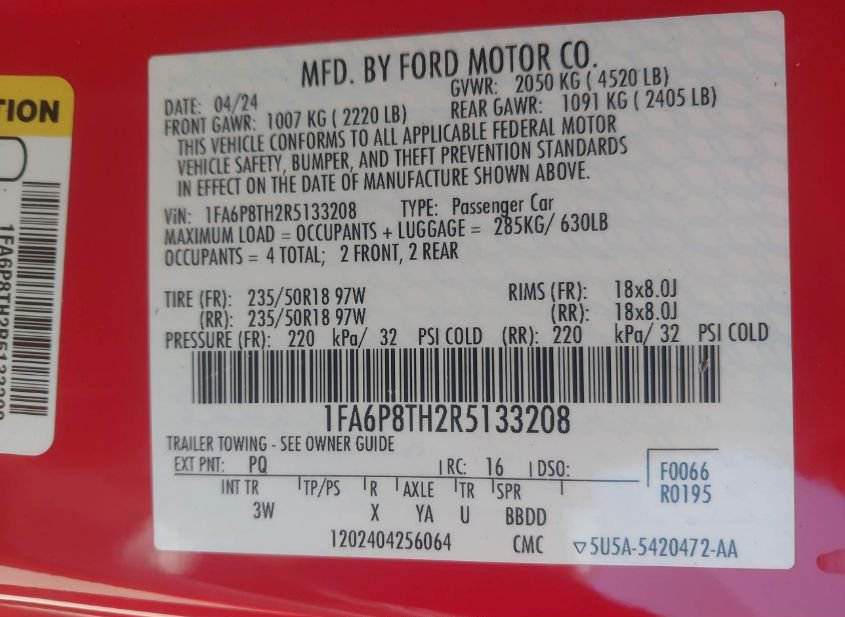 TION
1FA6P8TH2R5133208
MFD. BY FORD MOTOR CO.
DATE: 04/24 GVWR: 2050 KG ( 4520 LB)
FRONT GAWR: 1007 KG ( 2220 LB) REAR GAWR: 1091 KG ( 2405 LB)
THIS VEHICLE CONFORMS TO ALL APPLICABLE FEDERAL MOTOR
VEHICLE SAFETY, BUMPER, AND THEFT PREVENTION STANDARDS
IN EFFECT ON THE DATE OF MANUFACTURE SHOWN ABOVE.
ViN: 1FA6P8TH2R5133208 TYPE: Passenger Car
MAXIMUM LOAD = OCCUPANTS + LUGGAGE = 285KG/ 630LB
OCCUPANTS = 4 TOTAL; 2 FRONT, 2 REAR
TIRE (FR): 235/50R18 97W RIMS (FR): 18x8.0J
(RR): 235/50R18 97W (RR): 18x8.0J
PRESSURE (FR): 220 kPa/ 32 PSI COLD (RR): 220 kPa/ 32 PSI COLD
1FA6P8TH2R5133208
TRAILER TOWING - SEE OWNER GUIDE
EXT PNT: PQ RC: 16 DSO: F0066
R0195
INT TR TP/PS R AXLE TR SPR
3W X YA U BBDD
1202404256064 CMC ▽5U5A-5420472-AA